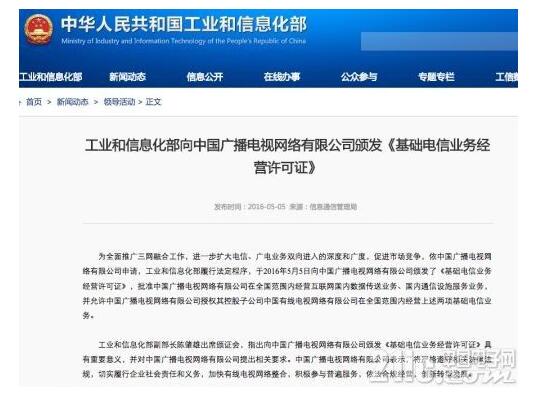 中华人民共和国工业和信息化部
Ministry of Industry and Information Technology of the People's Republic of China
工业和信息化部 新闻动态 信息公开 在线办事 公众参与 专题专栏 工信数
首页 > 新闻动态 > 领导活动 > 正文
工业和信息化部向中国广播电视网络有限公司颁发《基础电信业务经
营许可证》
发布时间：2016-05-05 来源：信息通信管理局
为全面推广三网融合工作，进一步扩大电信、广电业务双向进入的深度和广度，促进市场竞争，依中国广播电视网
络有限公司申请，工业和信息化部履行法定程序，于2016年5月5日向中国广播电视网络有限公司颁发了《基础电信业务
经营许可证》，批准中国广播电视网络有限公司在全国范围内经营互联网国内数据传送业务、国内通信设施服务业务，
并允许中国广播电视网络有限公司授权其控股子公司中国有线电视网络有限公司在全国范围内经营上述两项基础电信业
务。
工业和信息化部副部长陈肇雄出席颁证会，指出向中国广播电视网络有限公司颁发《基础电信业务经营许可证》具
有重要意义，并对中国广播电视网络有限公司提出相关要求。中国广播电视网络有限公司表示，将严格遵守相关法律法
规，切实履行企业社会责任和义务，加快有线电视网络整合，积极参与普遍服务，依法合规经营，创新转型发展。